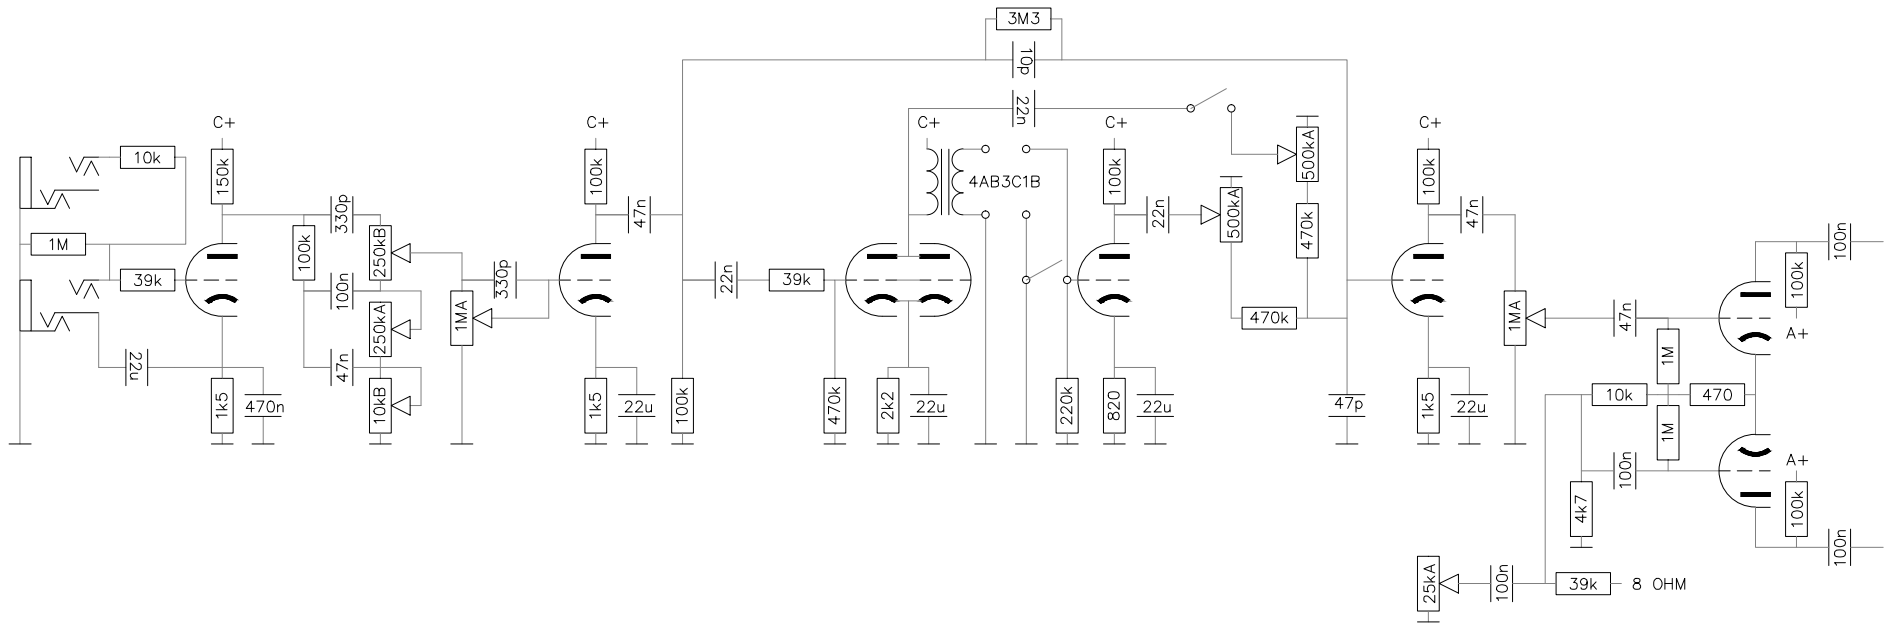 3M3
10p
22n
C+
C+
C+
C+
C+
10k
150k
100k
4AB3C1B
100k
500kA
100k
330p
47n
22n
500kA
470k
47n
1M
100k
250kB
100n
100k
39k
330p
22n
39k
100n
250kA
1MA
470k
1MA
47n
A+
22u
47n
1M
1k5
470n
10kB
1k5
22u
100k
470k
2k2
22u
220k
820
22u
47p
1k5
22u
10k
470
1M
100n
A+
4k7
100k
100n
25kA
100n
39k
8 OHM